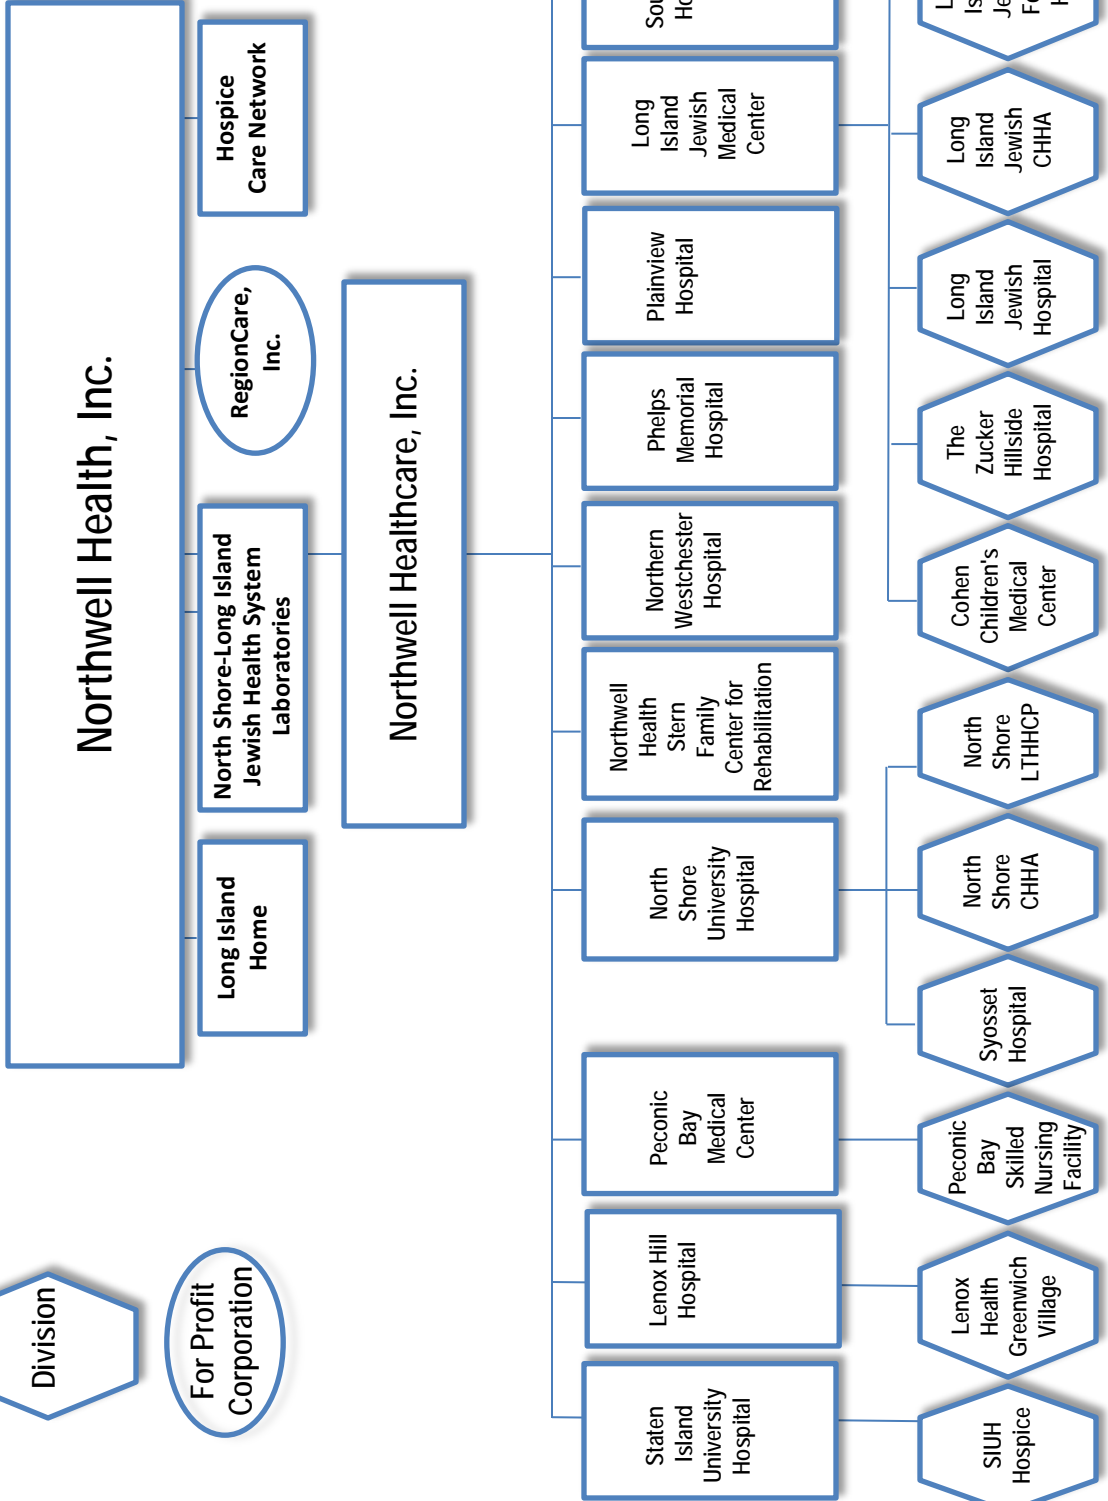 Northwell Health, Inc.
Long Island
Home
North Shore-Long Island
Jewish Health System
Laboratories
RegionCare,
Inc.
Hospice
Care Network
Northwell Healthcare, Inc.
Division
For Profit
Corporation
Staten
Island
University
Hospital
Lenox Hill
Hospital
Peconic
Bay
Medical
Center
North
Shore
University
Hospital
Northwell
Health
Stern
Family
Center for
Rehabilitation
Northern
Westchester
Hospital
Phelps
Memorial
Hospital
Plainview
Hospital
Long
Island
Jewish
Medical
Center
SIUH
Hospice
Lenox
Health
Greenwich
Village
Peconic
Bay
Skilled
Nursing
Facility
Syosset
Hospital
North
Shore
CHHA
North
Shore
LTHHCP
Cohen
Children's
Medical
Center
The
Zucker
Hillside
Hospital
Long
Island
Jewish
Hospital
Long
Island
Jewish
CHHA